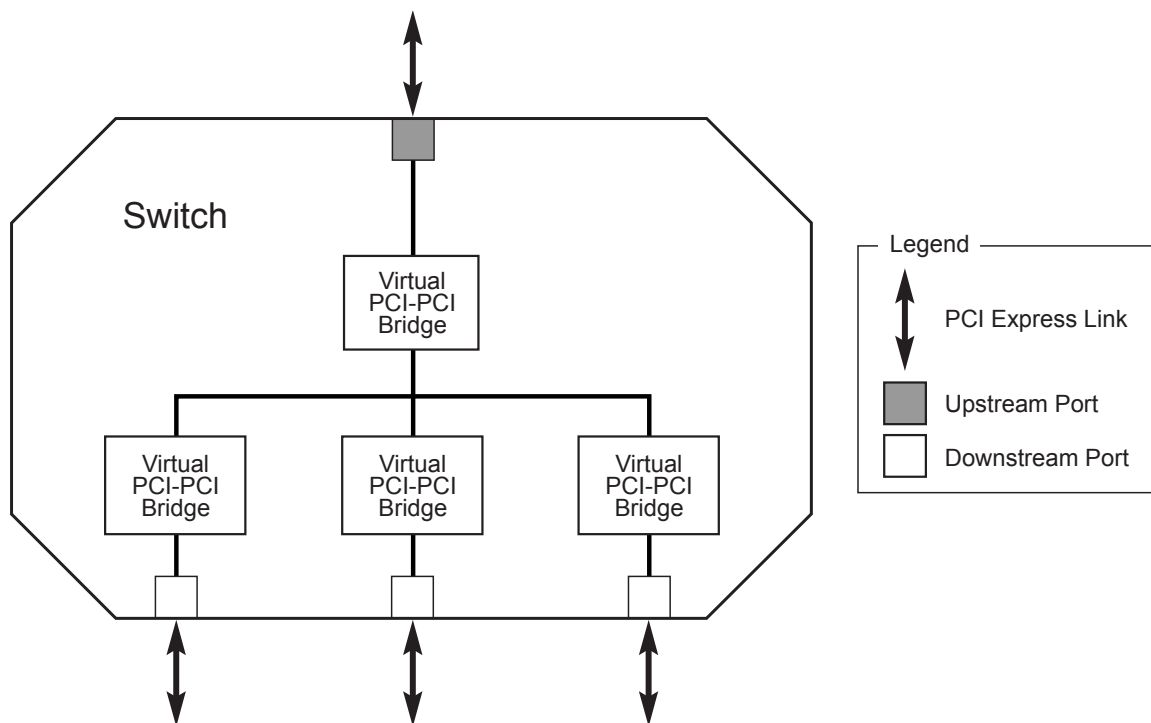 Switch
Virtual
PCI-PCI
Bridge
Virtual
PCI-PCI
Bridge
Virtual
PCI-PCI
Bridge
Virtual
PCI-PCI
Bridge
Legend
PCI Express Link
Upstream Port
Downstream Port